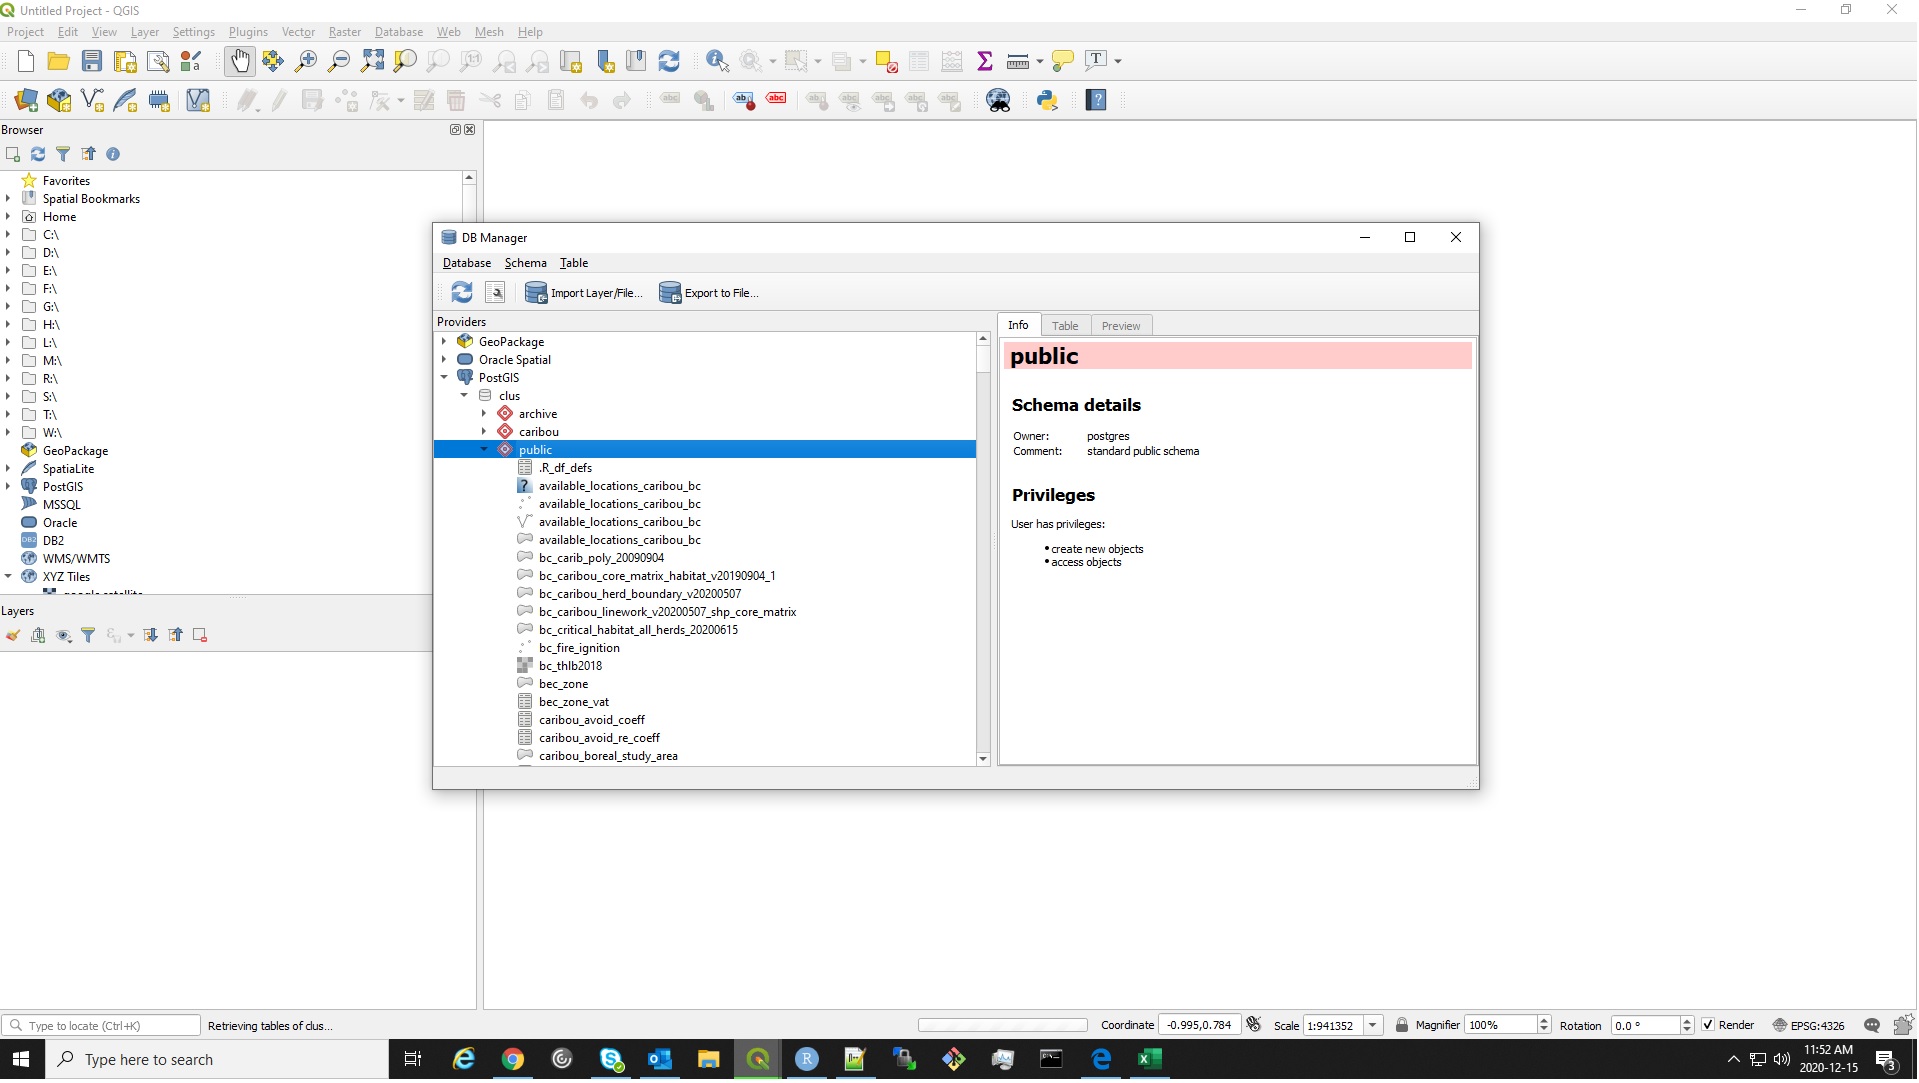 Untitled Project - QGIS
Project Edit View Layer Settings Plugins Vector Raster Database Web Mesh Help
Browser
Favorites
Spatial Bookmarks
Home
C:\
D:\
E:\
F:\
G:\
H:\
L:\
M:\
R:\
S:\
T:\
W:\
GeoPackage
SpatiaLite
PostGIS
MSSQL
Oracle
DB2
WMS/WMTS
XYZ Tiles
google satellite
Layers
DB Manager
Database Schema Table
Import Layer/File... Export to File...
Providers
GeoPackage
Oracle Spatial
PostGIS
clus
archive
caribou
public
.R_df_defs
available_locations_caribou_bc
available_locations_caribou_bc
available_locations_caribou_bc
available_locations_caribou_bc
bc_carib_poly_20090904
bc_caribou_core_matrix_habitat_v20190904_1
bc_caribou_herd_boundary_v20200507
bc_caribou_linework_v20200507_shp_core_matrix
bc_critical_habitat_all_herds_20200615
bc_fire_ignition
bc_thlb2018
bec_zone
bec_zone_vat
caribou_avoid_coeff
caribou_avoid_re_coeff
caribou_boreal_study_area
Info Table Preview
public
Schema details
Owner: postgres
Comment: standard public schema
Privileges
User has privileges:
• create new objects
• access objects
Type to locate (Ctrl+K) Retrieving tables of clus... Coordinate -0.995,0.784 Scale 1:941352 Magnifier 100% Rotation 0.0 ° Render EPSG:4326
Type here to search
11:52 AM
2020-12-15
3